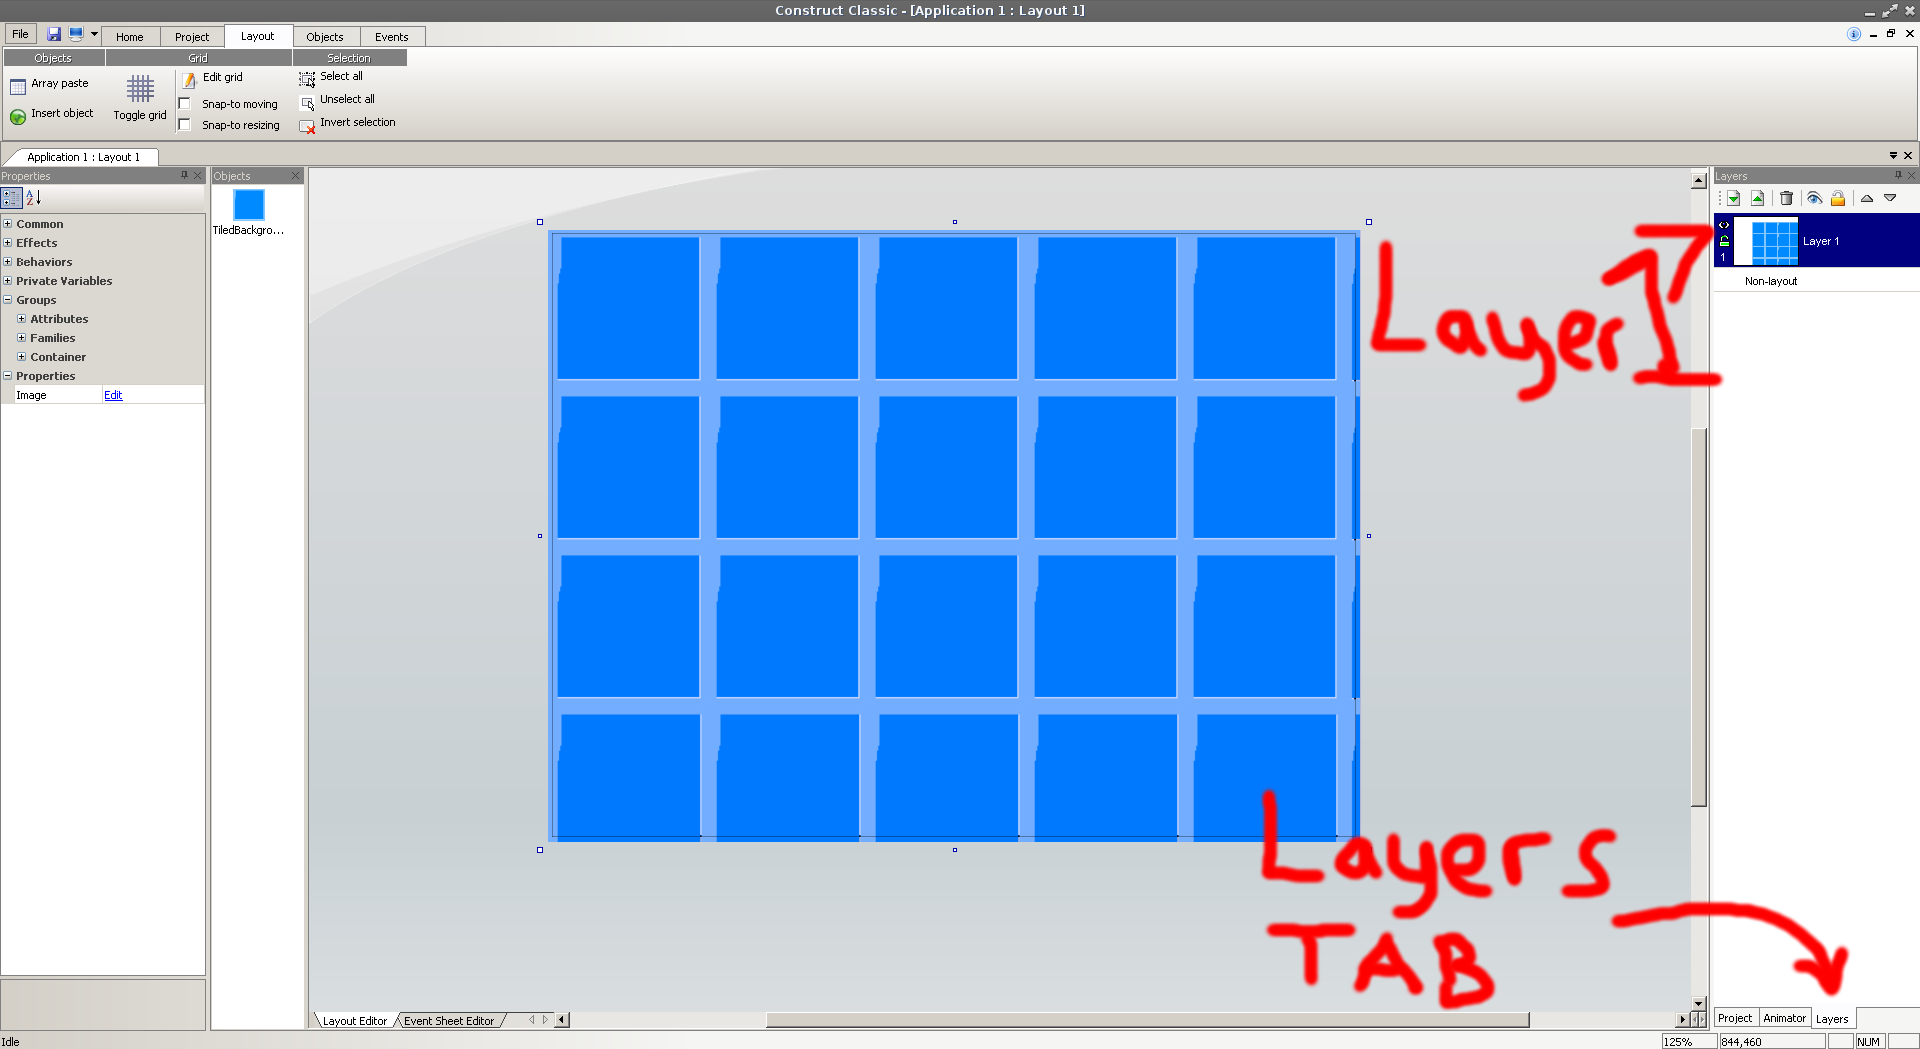 Construct Classic - [Application 1 : Layout 1]
File
Home
Project
Layout
Objects
Events
Objects
Grid
Selection
Array paste
Insert object
Toggle grid
Edit grid
Snap-to moving
Snap-to resizing
Select all
Unselect all
Invert selection
Application 1 : Layout 1
Properties
Common
Effects
Behaviors
Private Variables
Groups
Attributes
Families
Container
Properties
Image Edit
Objects
TiledBackgro...
Layers
1
Layer 1
Non-layout
Layer 1
Layers
TAB
Layout Editor
Event Sheet Editor
Project
Animator
Layers
Idle
125%
844,460
NUM